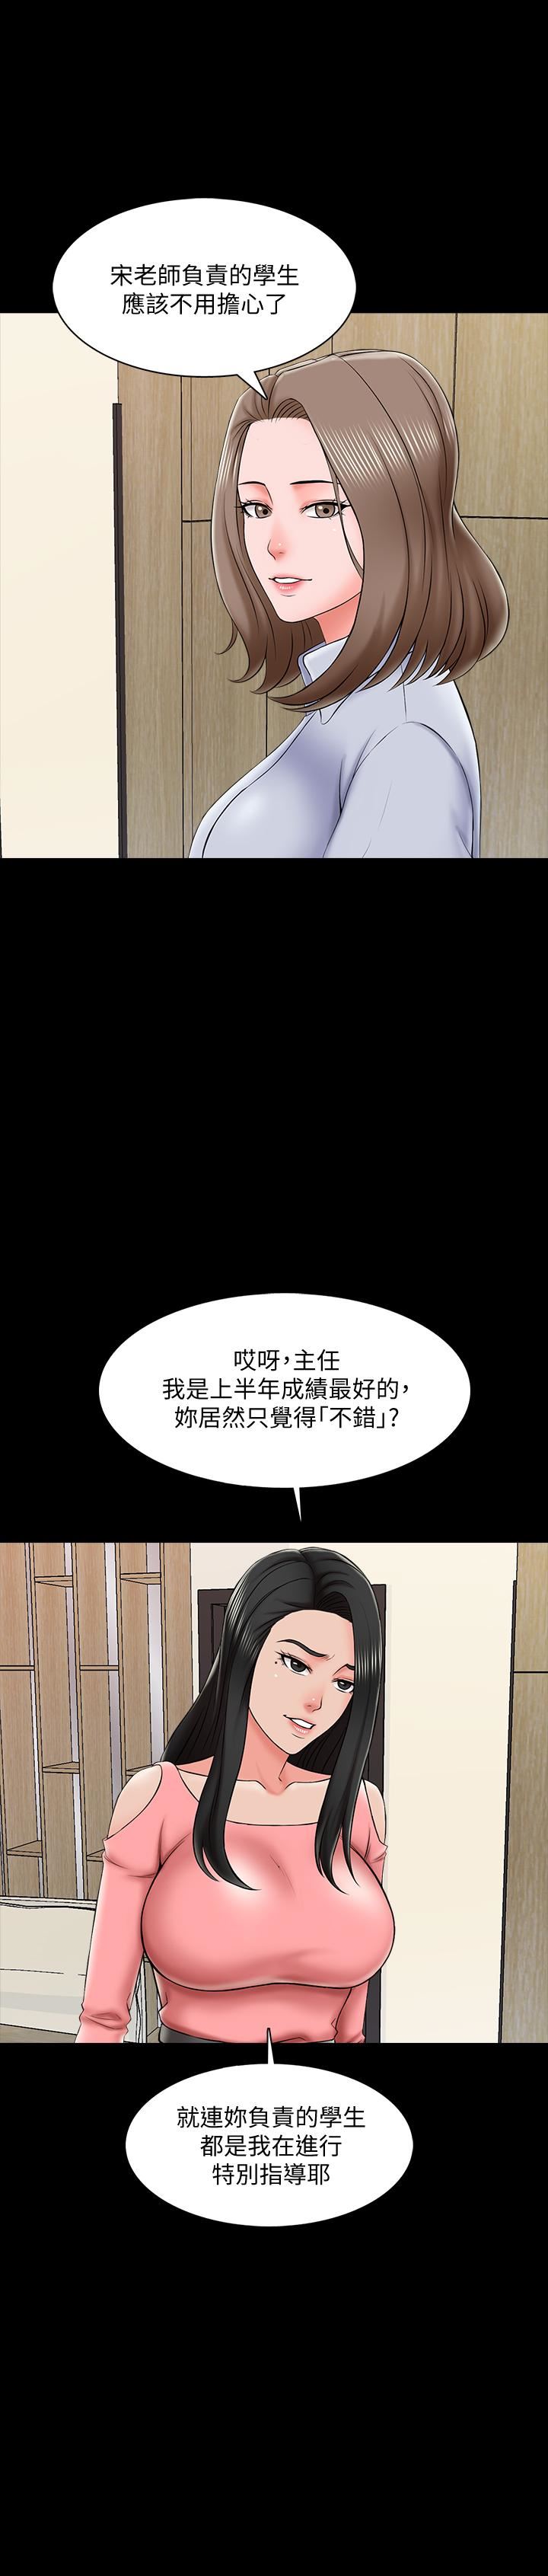 宋老師負責的學生
應該不用擔心了
哎呀，主任
我是上半年成績最好的，
妳居然只覺得「不錯」？
就連妳負責的學生
都是我在進行
特別指導耶